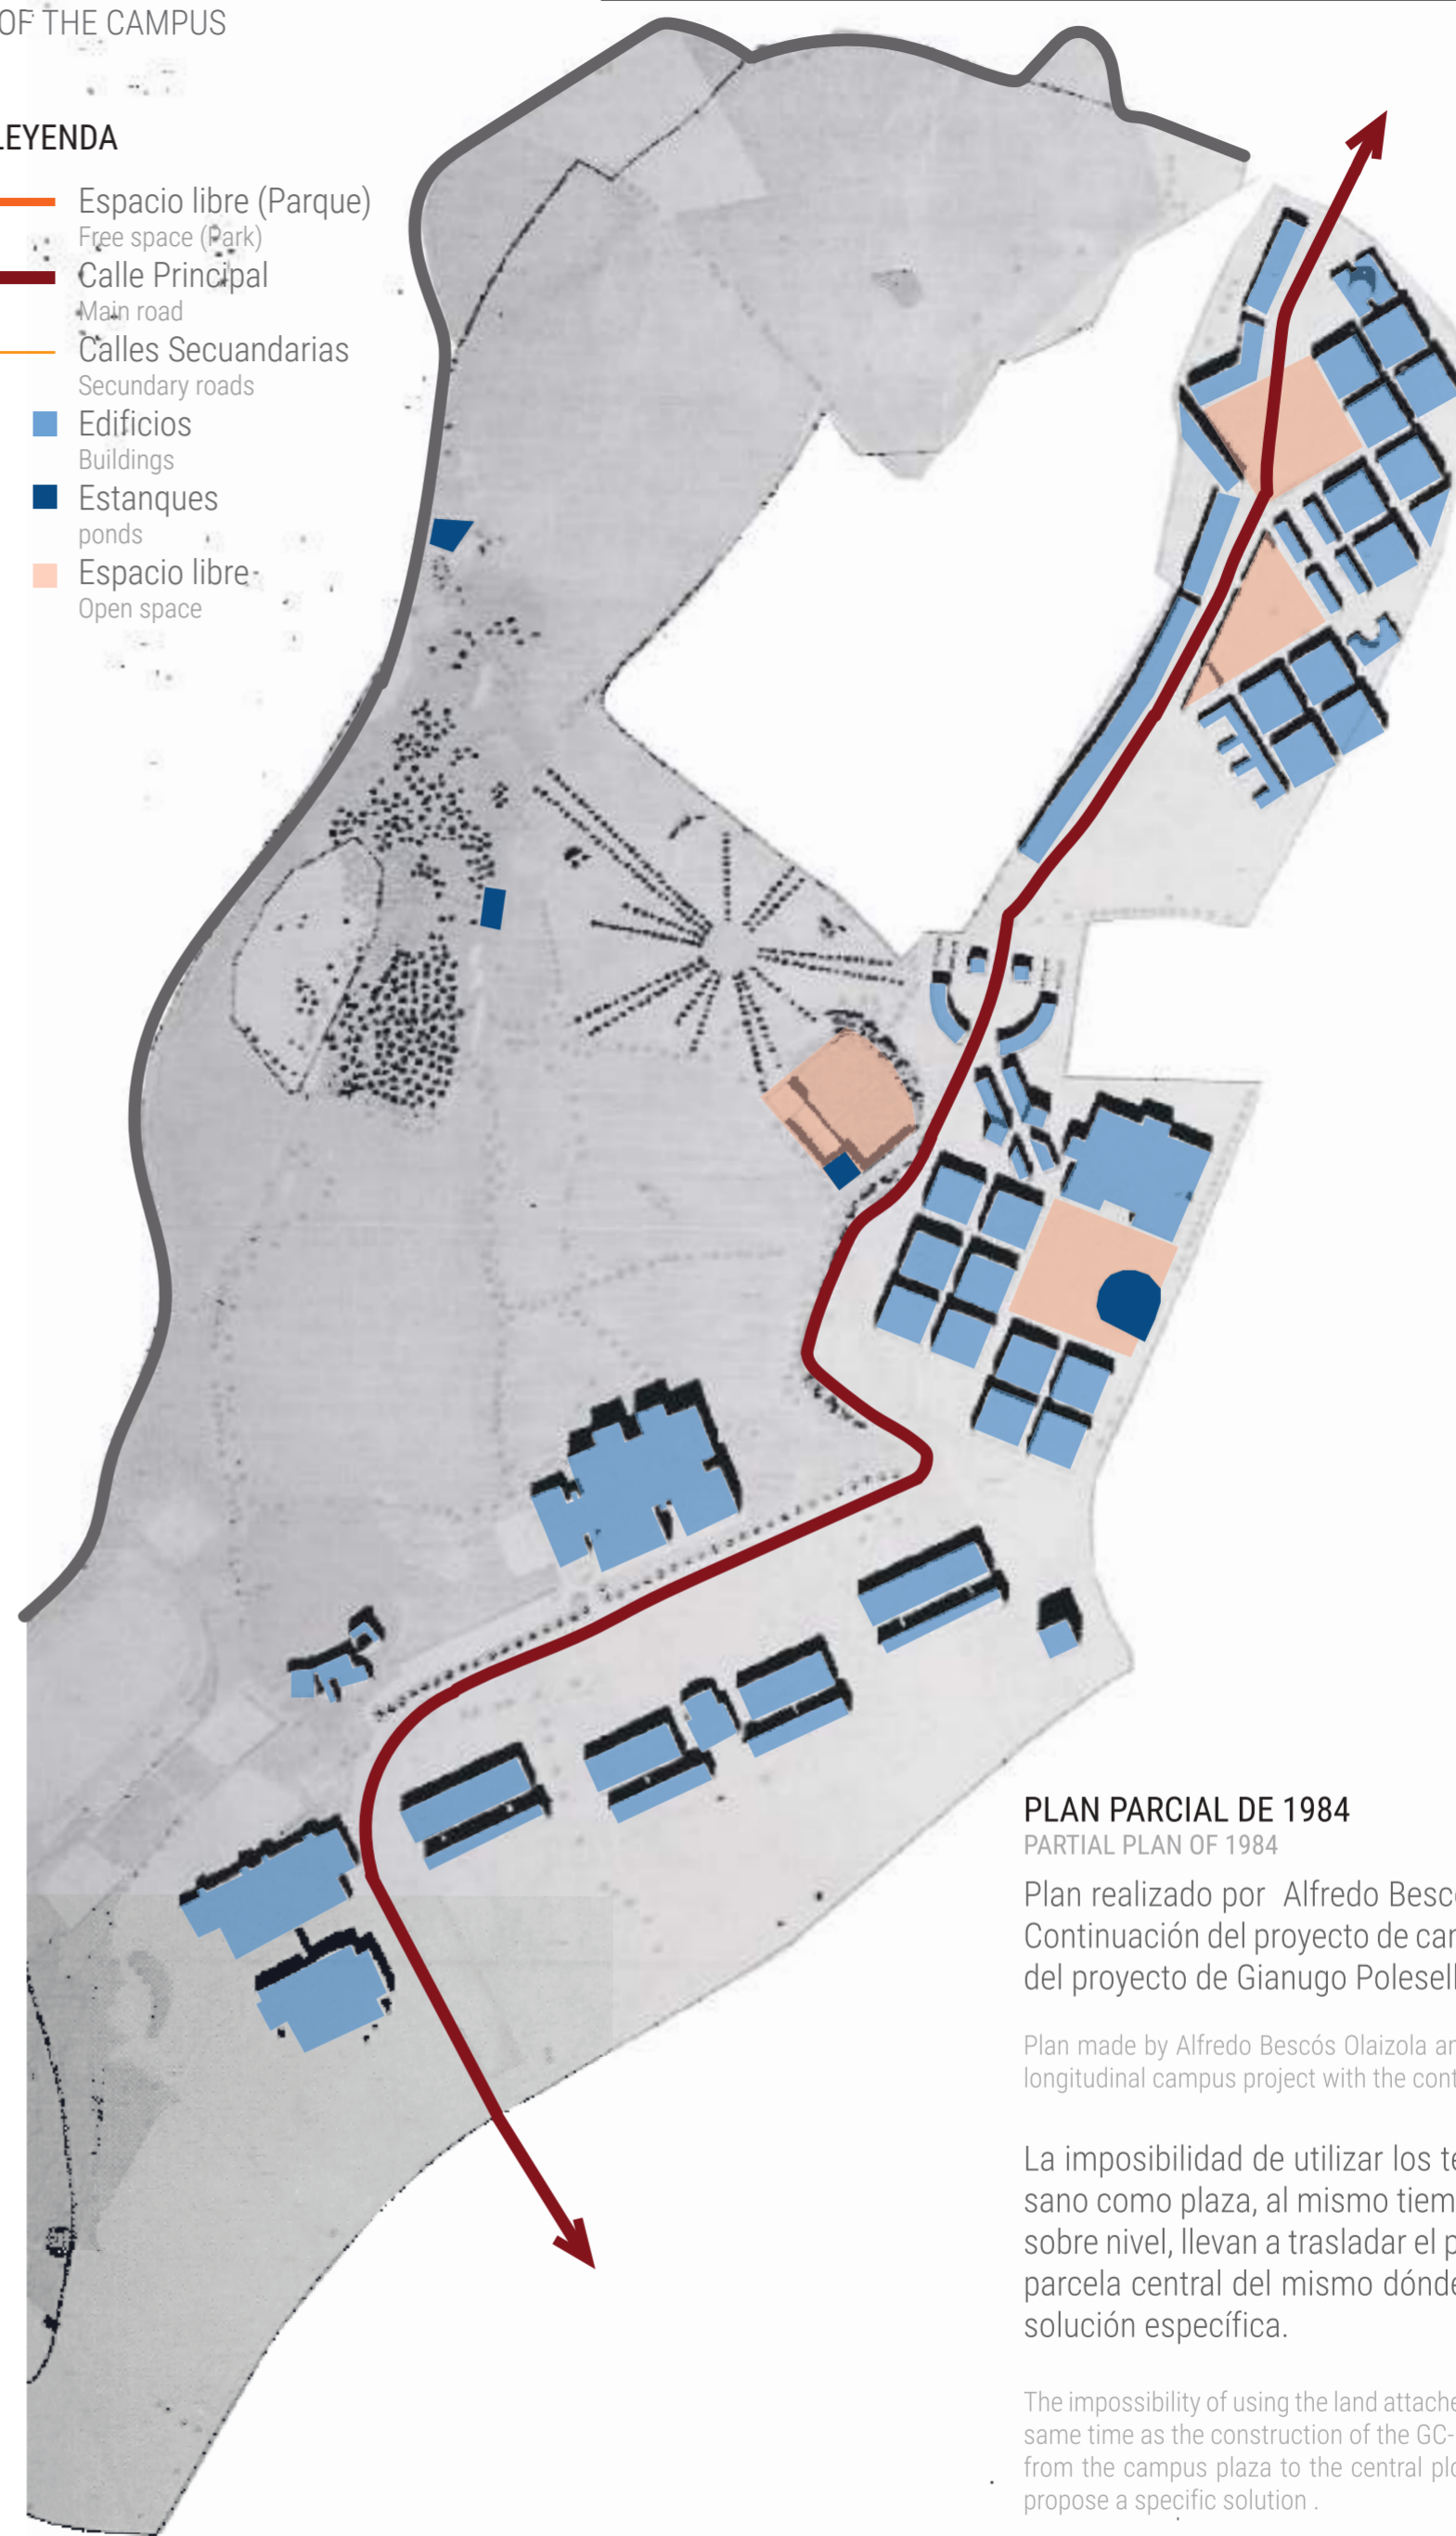 OF THE CAMPUS
LEYENDA
Espacio libre (Parque)
Free space (Park)
Calle Principal
Main road
Calles Secuandarias
Secundary roads
Edificios
Buildings
Estanques
ponds
Espacio libre
Open space
PLAN PARCIAL DE 1984
PARTIAL PLAN OF 1984
Plan realizado por Alfredo Bescó
Continuación del proyecto de ca
del proyecto de Gianugo Polesell
Plan made by Alfredo Bescós Olaizola an
longitudinal campus project with the cont
La imposibilidad de utilizar los te
sano como plaza, al mismo tiem
sobre nivel, llevan a trasladar el p
parcela central del mismo dónde
solución específica.
The impossibility of using the land attache
same time as the construction of the GC-
from the campus plaza to the central plo
propose a specific solution .